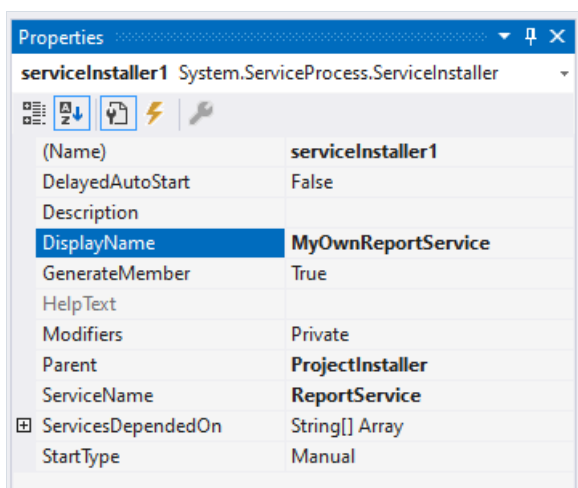 Properties
serviceInstaller1 System.ServiceProcess.ServiceInstaller
(Name) serviceInstaller1
DelayedAutoStart False
Description
DisplayName MyOwnReportService
GenerateMember True
HelpText
Modifiers Private
Parent ProjectInstaller
ServiceName ReportService
ServicesDependedOn String[] Array
StartType Manual